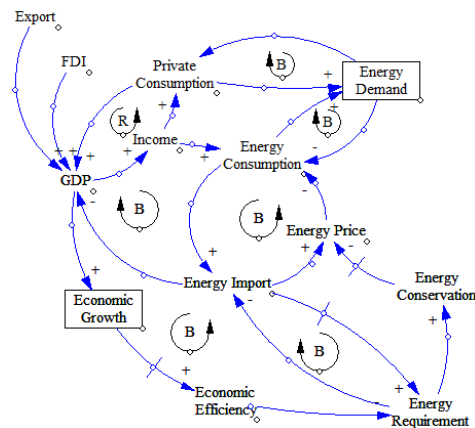 Export
FDI
Private
Consumption
B
+
Energy
Demand
+
R
+
B
Income
+
-
Energy
Consumption
+
+
+
+
GDP
-
-
B
B
Energy Price
+
+
-
Energy Import
-
Energy
Conservation
+
Economic
Growth
B
+
B
+
+
Economic
Efficiency
Energy
Requirement